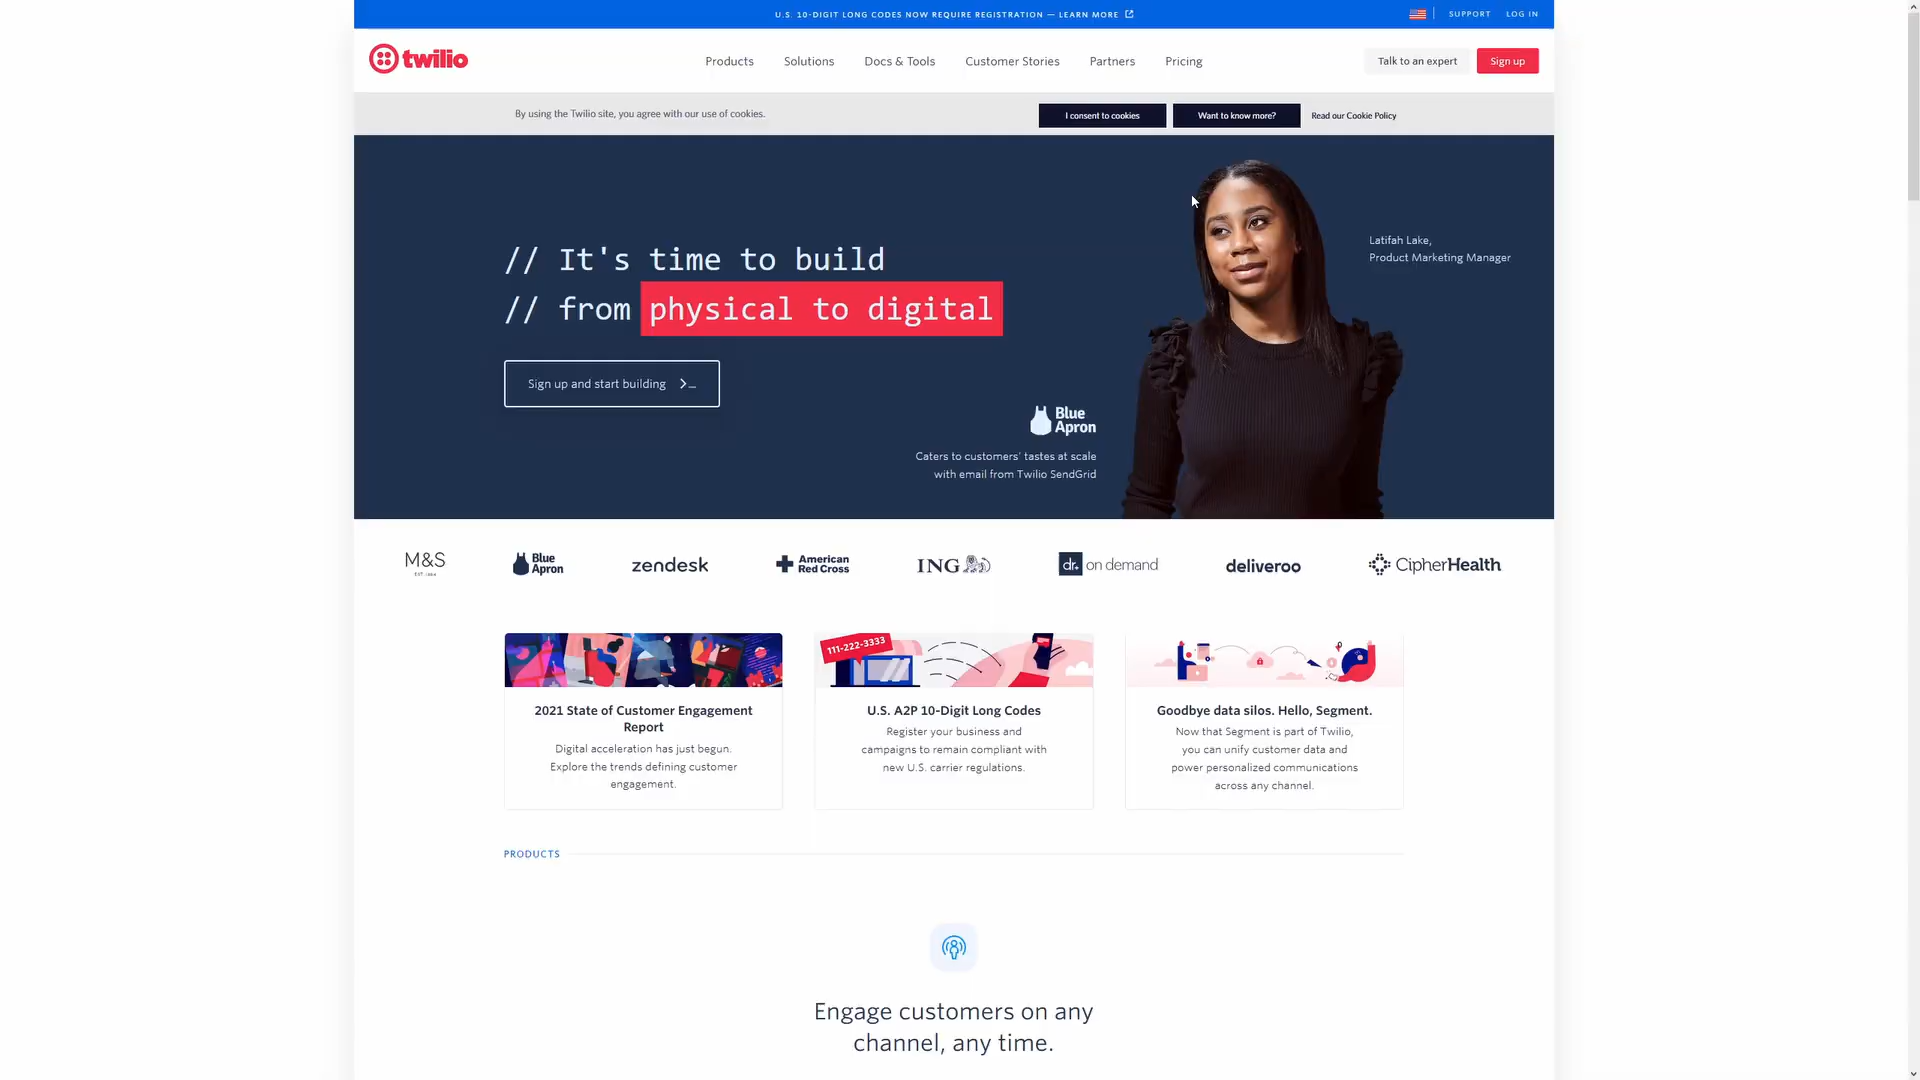 U.S. 10-DIGIT LONG CODES NOW REQUIRE REGISTRATION — LEARN MORE
SUPPORT
LOG IN
twilio
Products
Solutions
Docs & Tools
Customer Stories
Partners
Pricing
Talk to an expert
Sign up
By using the Twilio site, you agree with our use of cookies.
I consent to cookies
Want to know more?
Read our Cookie Policy
// It's time to build
// from physical to digital
Sign up and start building
Latifah Lake,
Product Marketing Manager
Blue
Apron
Caters to customers' tastes at scale
with email from Twilio SendGrid
M&S
Blue
Apron
zendesk
American
Red Cross
ING
dr. on demand
deliveroo
CipherHealth
2021 State of Customer Engagement
Report
Digital acceleration has just begun.
Explore the trends defining customer
engagement.
111-222-3333
U.S. A2P 10-Digit Long Codes
Register your business and
campaigns to remain compliant with
new U.S. carrier regulations.
Goodbye data silos. Hello, Segment.
Now that Segment is part of Twilio,
you can unify customer data and
power personalized communications
across any channel.
PRODUCTS
Engage customers on any
channel, any time.